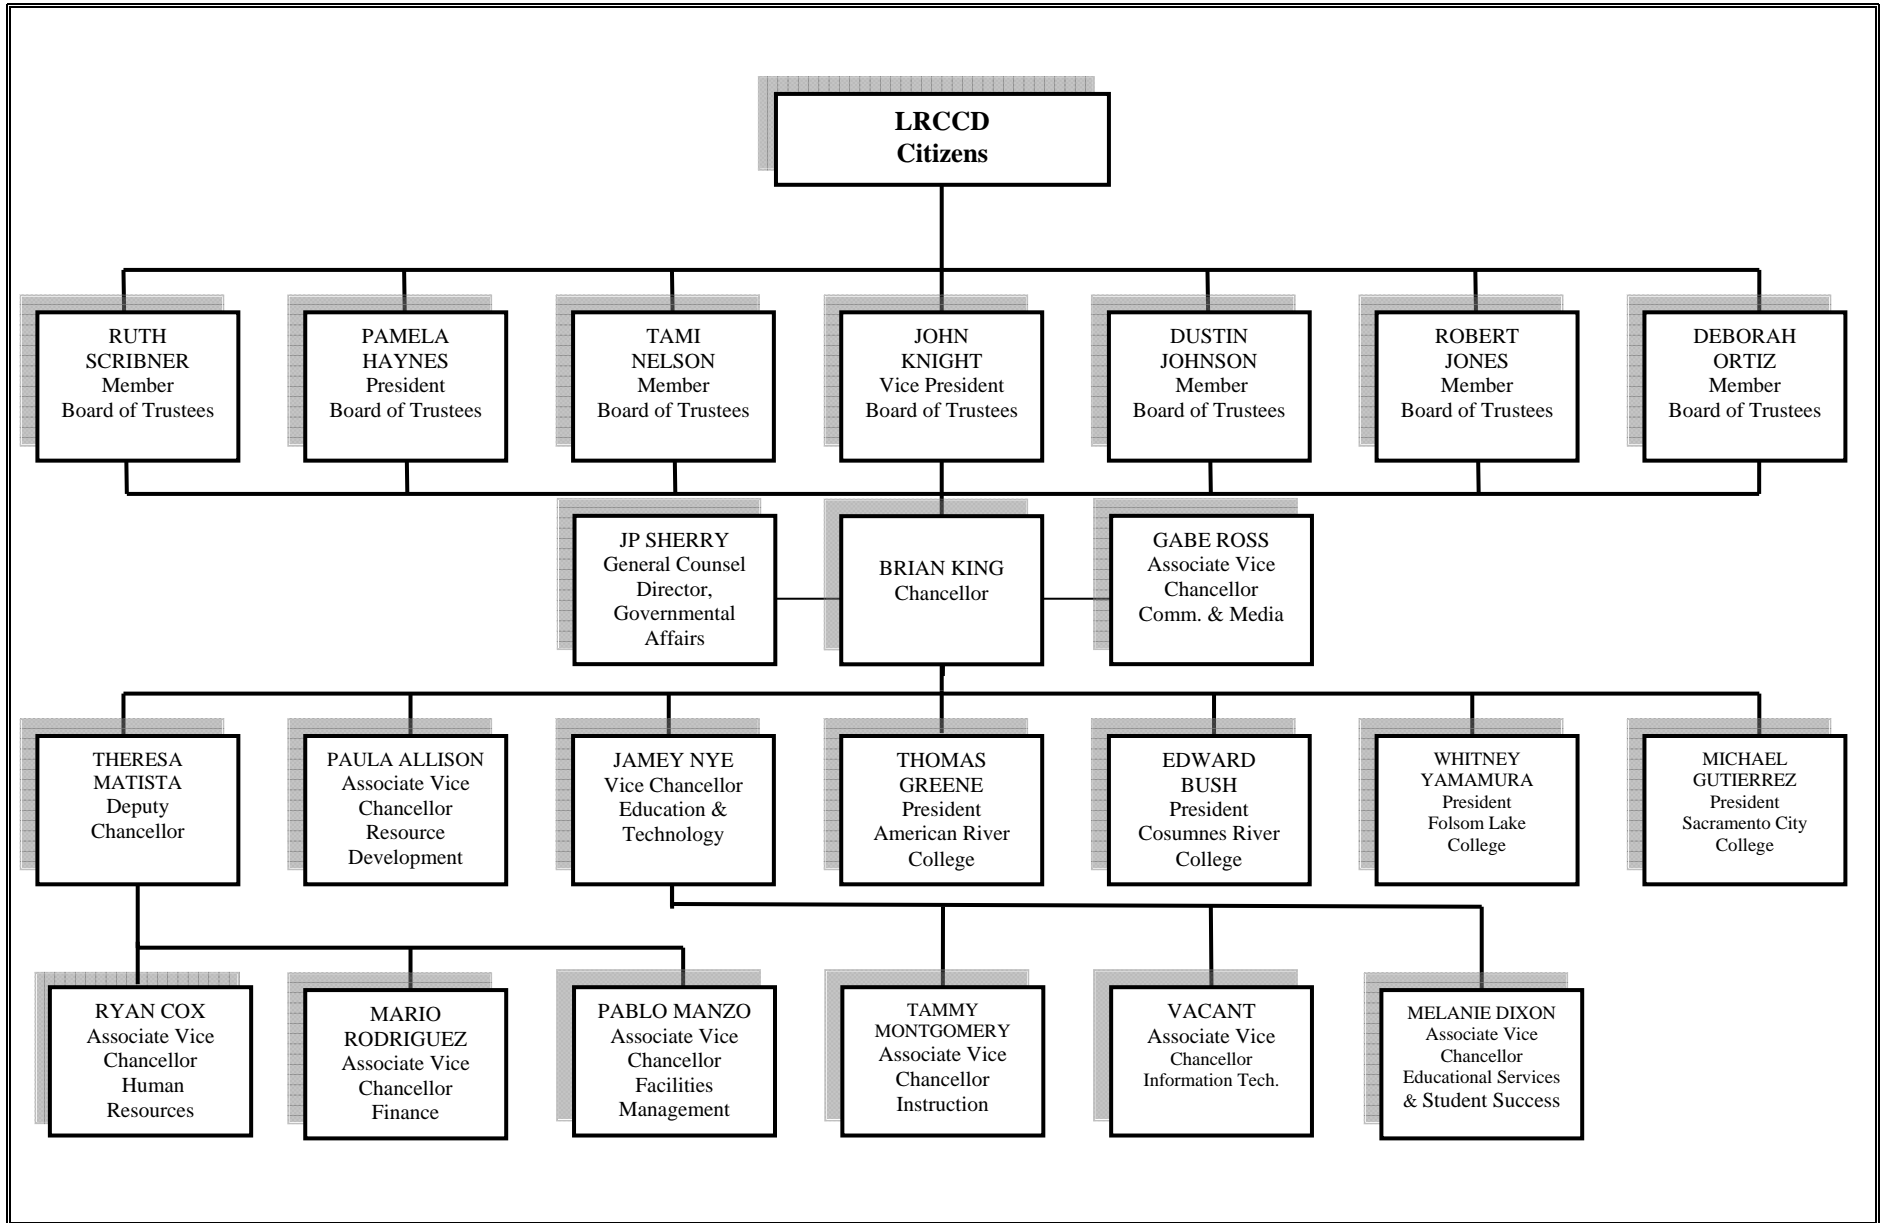 LRCCD
Citizens
RUTH
SCRIBNER
Member
Board of Trustees
PAMELA
HAYNES
President
Board of Trustees
TAMI
NELSON
Member
Board of Trustees
JOHN
KNIGHT
Vice President
Board of Trustees
DUSTIN
JOHNSON
Member
Board of Trustees
ROBERT
JONES
Member
Board of Trustees
DEBORAH
ORTIZ
Member
Board of Trustees
JP SHERRY
General Counsel
Director,
Governmental
Affairs
BRIAN KING
Chancellor
GABE ROSS
Associate Vice
Chancellor
Comm. & Media
THERESA
MATISTA
Deputy
Chancellor
PAULA ALLISON
Associate Vice
Chancellor
Resource
Development
JAMEY NYE
Vice Chancellor
Education &
Technology
THOMAS
GREENE
President
American River
College
EDWARD
BUSH
President
Cosumnes River
College
WHITNEY
YAMAMURA
President
Folsom Lake
College
MICHAEL
GUTIERREZ
President
Sacramento City
College
RYAN COX
Associate Vice
Chancellor
Human
Resources
MARIO
RODRIGUEZ
Associate Vice
Chancellor
Finance
PABLO MANZO
Associate Vice
Chancellor
Facilities
Management
TAMMY
MONTGOMERY
Associate Vice
Chancellor
Instruction
VACANT
Associate Vice
Chancellor
Information Tech.
MELANIE DIXON
Associate Vice
Chancellor
Educational Services
& Student Success